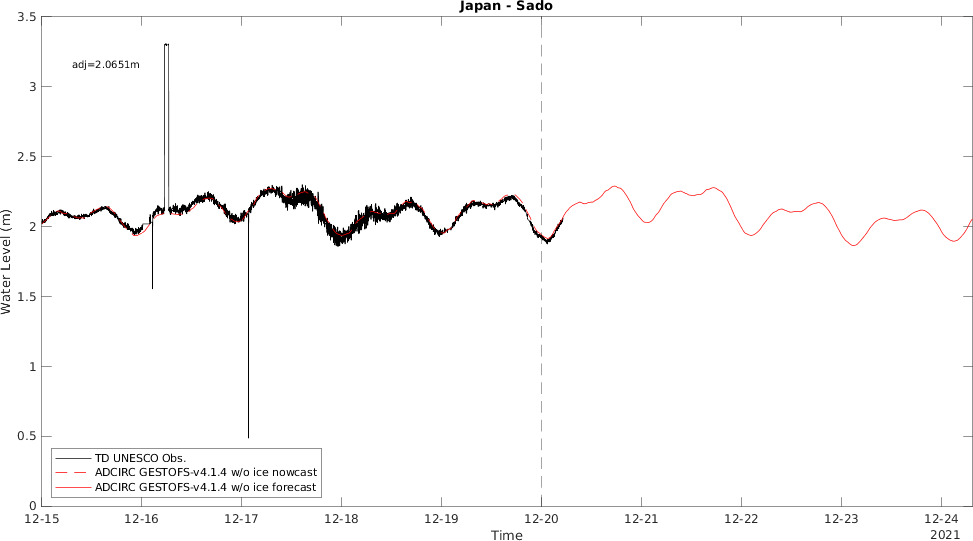 Japan - Sado
3.5
3
2.5
2
1.5
1
0.5
0
Water Level (m)
adj=2.0651m
TD UNESCO Obs.
ADCIRC GESTOFS-v4.1.4 w/o ice nowcast
ADCIRC GESTOFS-v4.1.4 w/o ice forecast
12-15 12-16 12-17 12-18 12-19 12-20 12-21 12-22 12-23 12-24
Time
2021